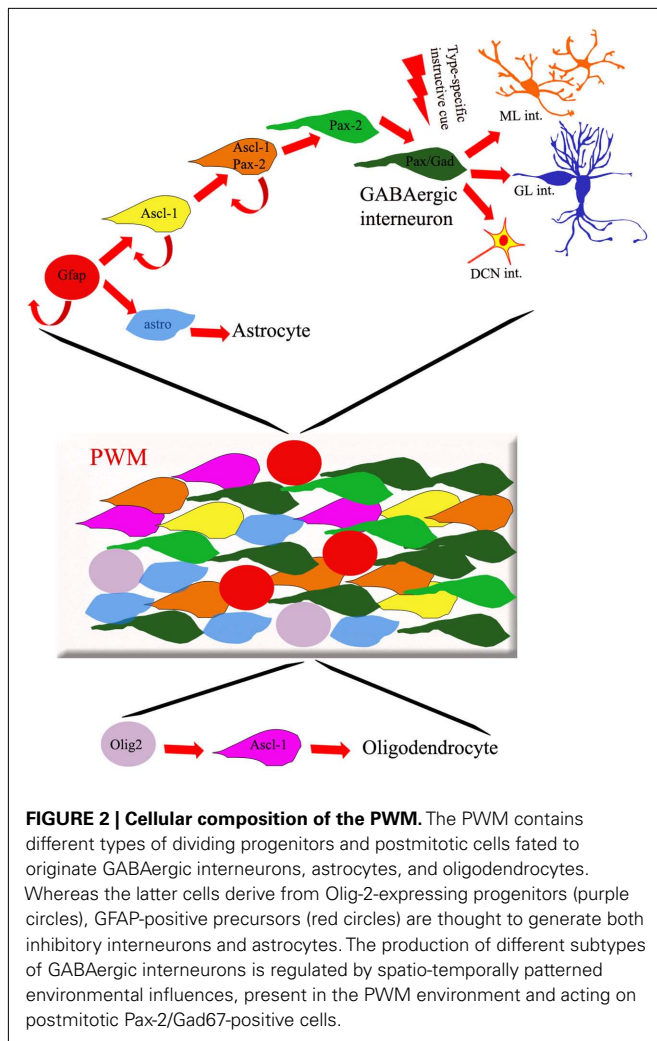 Type-specific
instructive cue
ML int.
Pax-2
Ascl-1
Pax-2
Pax/Gad
GABAergic
interneuron
GL int.
Ascl-1
DCN int.
Gfap
astro
Astrocyte
PWM
Olig2
Ascl-1
Oligodendrocyte
FIGURE 2 | Cellular composition of the PWM. The PWM contains
different types of dividing progenitors and postmitotic cells fated to
originate GABAergic interneurons, astrocytes, and oligodendrocytes.
Whereas the latter cells derive from Olig-2-expressing progenitors (purple
circles), GFAP-positive precursors (red circles) are thought to generate both
inhibitory interneurons and astrocytes. The production of different subtypes
of GABAergic interneurons is regulated by spatio-temporally patterned
environmental influences, present in the PWM environment and acting on
postmitotic Pax-2/Gad67-positive cells.